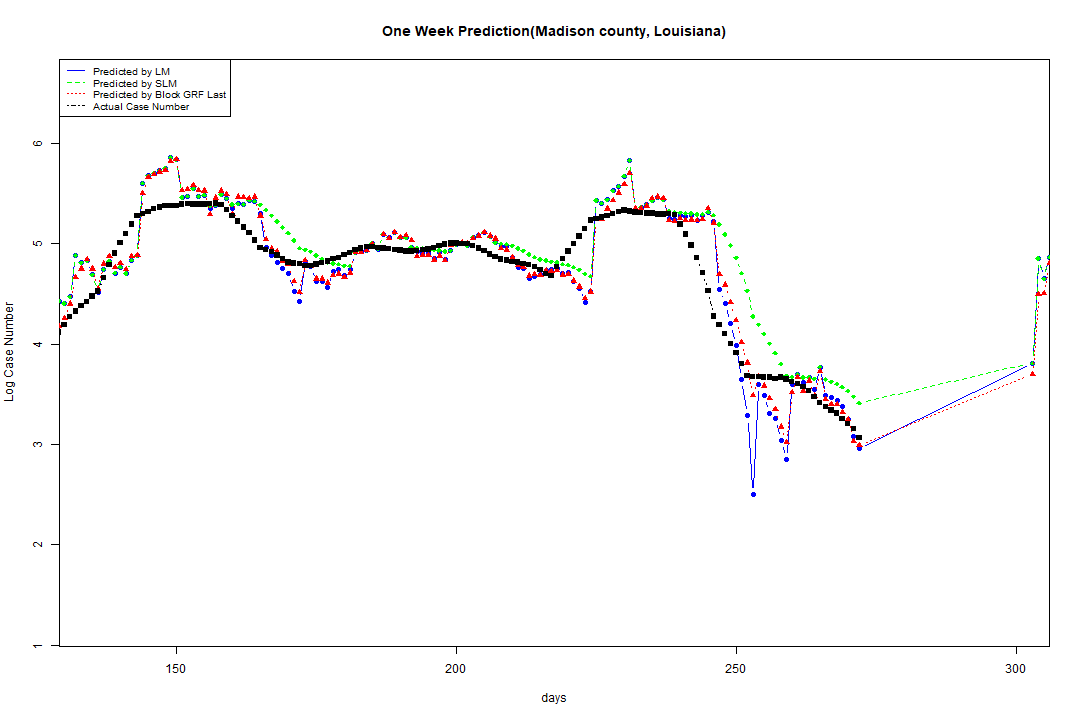 One Week Prediction(Madison county, Louisiana)
Predicted by LM
Predicted by SLM
Predicted by Block GRF Last
Actual Case Number
Log Case Number
6
5
4
3
2
1
150
200
250
300
days